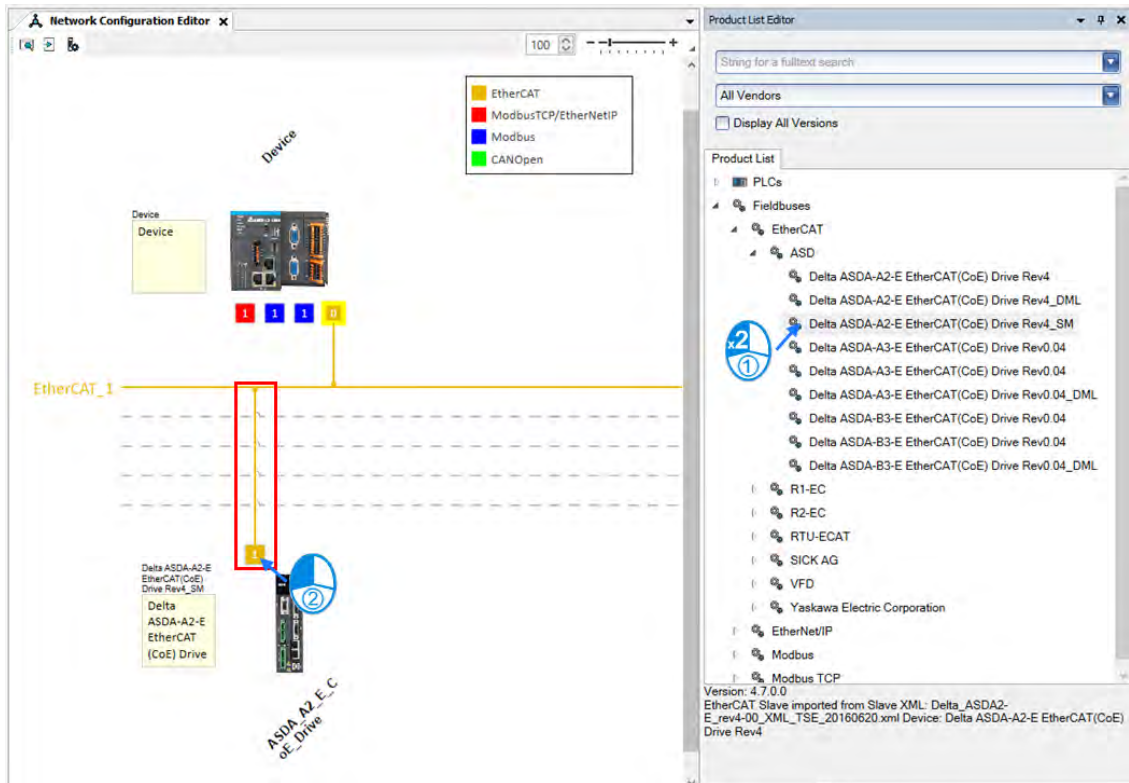 Network Configuration Editor
100
EtherCAT
ModbusTCP/EtherNetIP
Modbus
CANOpen
Device
Device
Device
1 1 1 0
EtherCAT_1
1
②
Delta ASDA-A2-E
EtherCAT(CoE)
Drive Rev4_SM
Delta
ASDA-A2-E
EtherCAT
(CoE) Drive
ASDA_A2_E_C
oE_Drive
Product List Editor
String for a fulltext search
All Vendors
Display All Versions
Product List
PLCs
Fieldbuses
EtherCAT
ASD
Delta ASDA-A2-E EtherCAT(CoE) Drive Rev4
Delta ASDA-A2-E EtherCAT(CoE) Drive Rev4_DML
Delta ASDA-A2-E EtherCAT(CoE) Drive Rev4_SM
x2
①
Delta ASDA-A3-E EtherCAT(CoE) Drive Rev0.04
Delta ASDA-A3-E EtherCAT(CoE) Drive Rev0.04
Delta ASDA-A3-E EtherCAT(CoE) Drive Rev0.04_DML
Delta ASDA-B3-E EtherCAT(CoE) Drive Rev0.04
Delta ASDA-B3-E EtherCAT(CoE) Drive Rev0.04
Delta ASDA-B3-E EtherCAT(CoE) Drive Rev0.04_DML
R1-EC
R2-EC
RTU-ECAT
SICK AG
VFD
Yaskawa Electric Corporation
EtherNet/IP
Modbus
Modbus TCP
Version: 4.7.0.0
EtherCAT Slave imported from Slave XML: Delta_ASDA2-
E_rev4-00_XML_TSE_20160620.xml Device: Delta ASDA-A2-E EtherCAT(CoE)
Drive Rev4